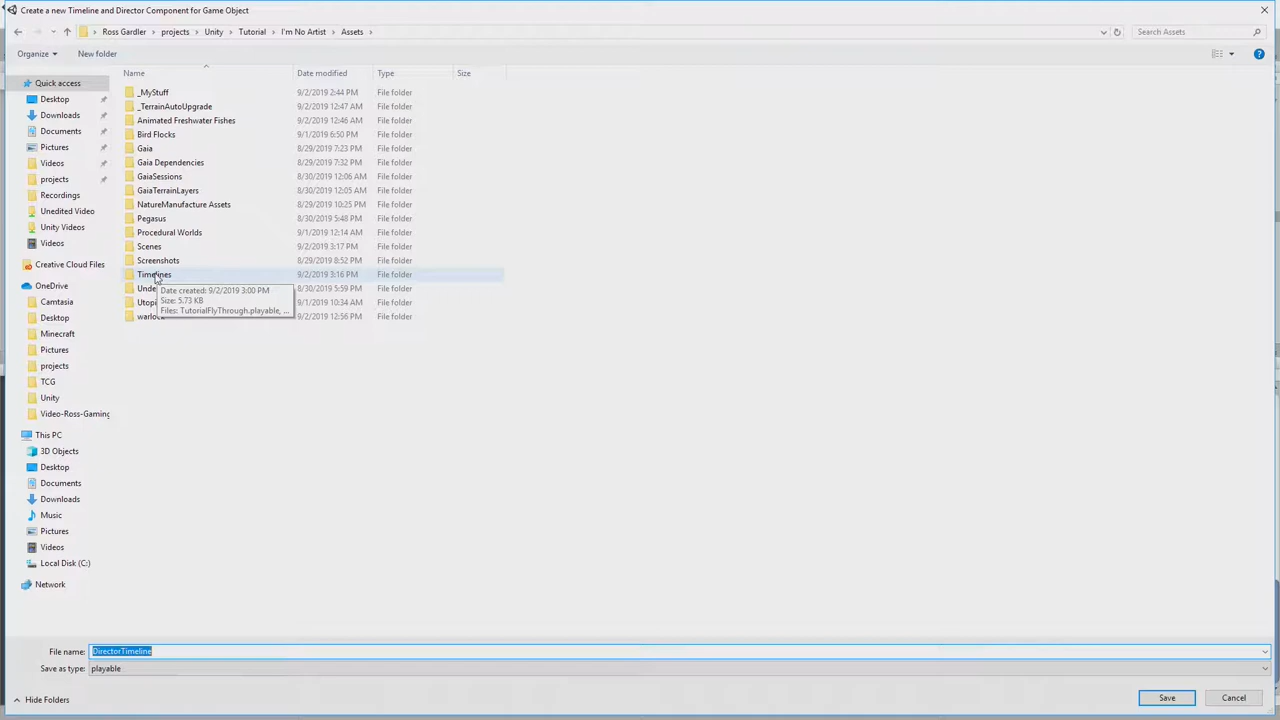 Create a new Timeline and Director Component for Game Object
Ross Gardler
projects
Unity
Tutorial
I'm No Artist
Assets
Search Assets
Organize
New folder
Name
Date modified
Type
Size
Quick access
Desktop
Downloads
Documents
Pictures
Videos
projects
Recordings
Unedited Video
Unity Videos
Videos
Creative Cloud Files
OneDrive
Camtasia
Desktop
Minecraft
Pictures
projects
TCG
Unity
Video-Ross-Gaming
This PC
3D Objects
Desktop
Documents
Downloads
Music
Pictures
Videos
Local Disk (C:)
Network
_MyStuff 9/2/2019 2:44 PM File folder
_TerrainAutoUpgrade 9/2/2019 12:47 AM File folder
Animated Freshwater Fishes 9/2/2019 12:46 AM File folder
Bird Flocks 9/1/2019 6:50 PM File folder
Gaia 8/29/2019 7:23 PM File folder
Gaia Dependencies 8/29/2019 7:32 PM File folder
GaiaSessions 8/30/2019 12:06 AM File folder
GaiaTerrainLayers 8/30/2019 12:05 AM File folder
NatureManufacture Assets 8/29/2019 10:25 PM File folder
Pegasus 8/30/2019 5:48 PM File folder
Procedural Worlds 9/1/2019 12:14 AM File folder
Scenes 9/2/2019 3:17 PM File folder
Screenshots 8/29/2019 8:52 PM File folder
Timelines 9/2/2019 3:16 PM File folder
Unde 8/30/2019 5:59 PM File folder
Utop 9/1/2019 10:34 AM File folder
9/2/2019 12:56 PM File folder
Date created: 9/2/2019 3:00 PM
Size: 5.73 KB
Files: TutorialFlyThrough.playable, ...
File name: DirectorTimeline
Save as type: playable
Hide Folders
Save
Cancel